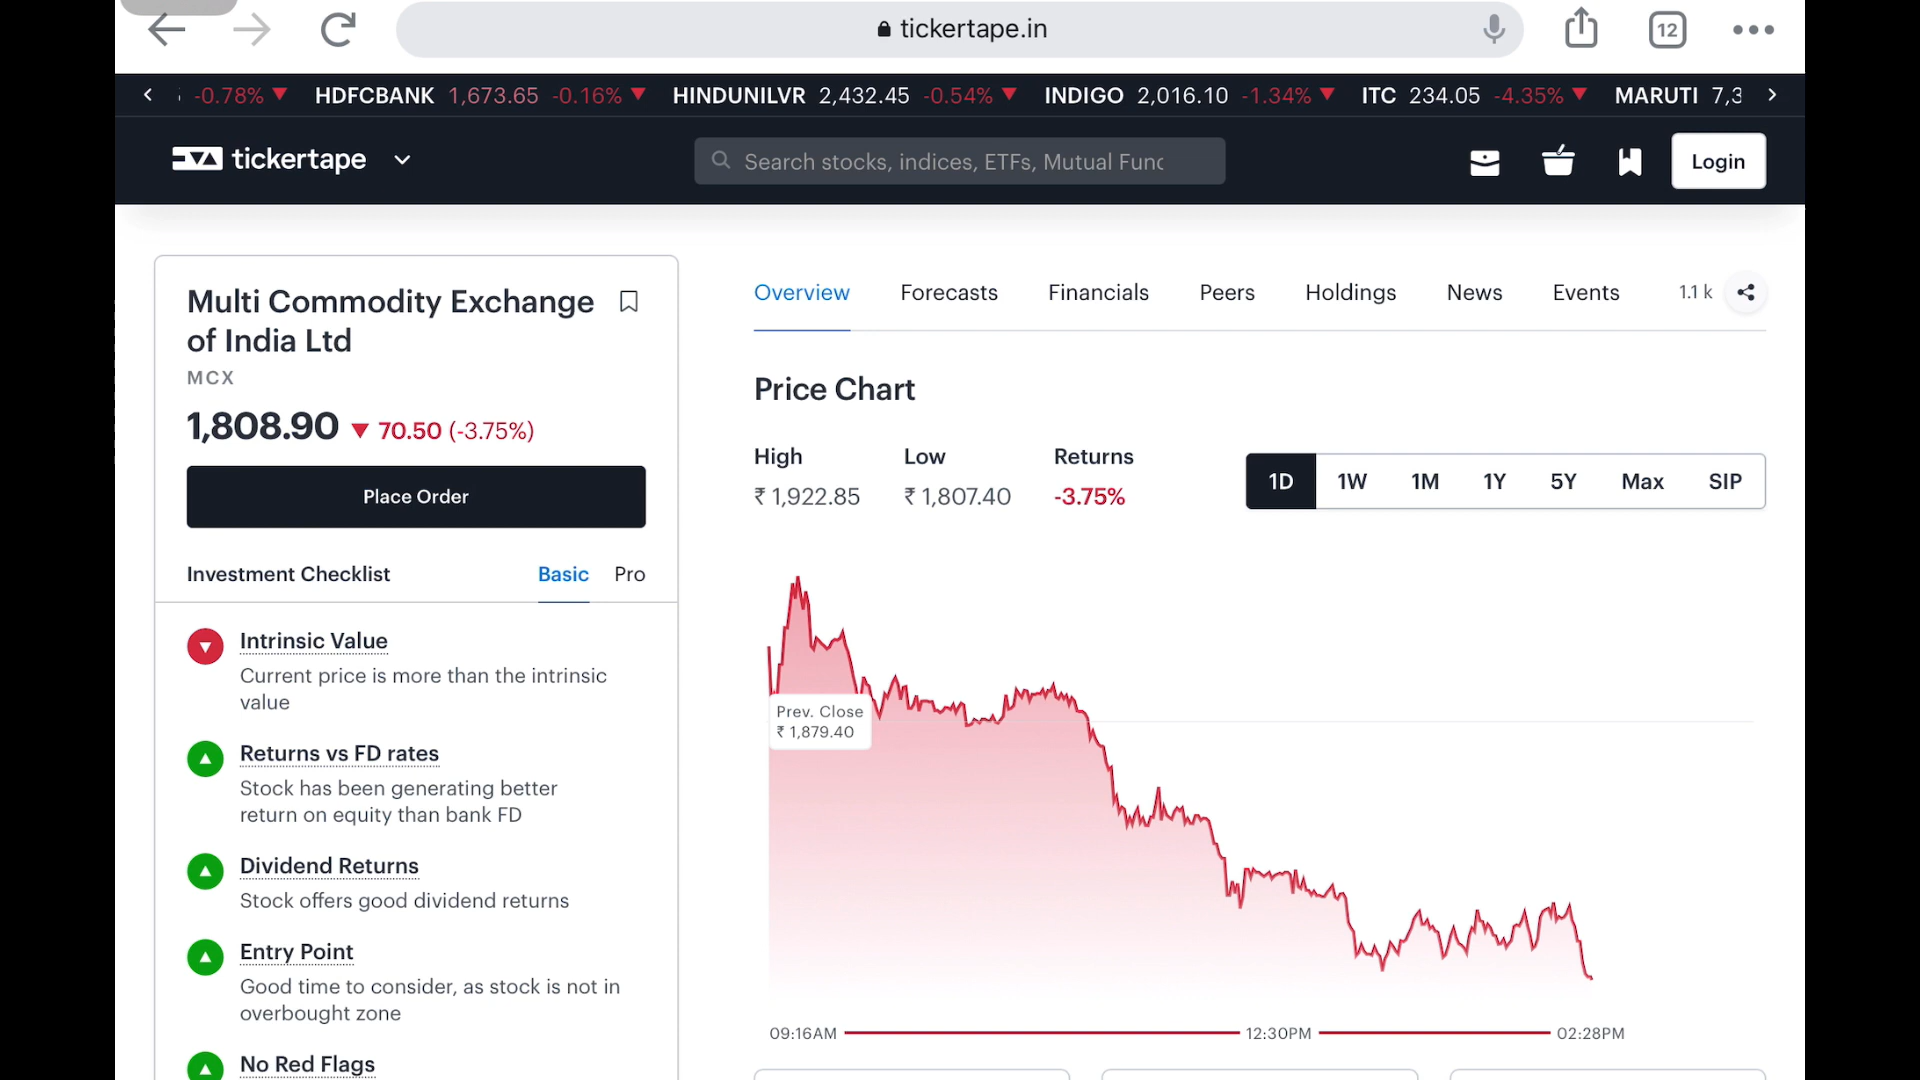 tickertape.in
12
-0.78% ▼ HDFCBANK 1,673.65 -0.16% ▼ HINDUNILVR 2,432.45 -0.54% ▼ INDIGO 2,016.10 -1.34% ▼ ITC 234.05 -4.35% ▼ MARUTI 7,3
tickertape
Search stocks, indices, ETFs, Mutual Func
Login
Multi Commodity Exchange
of India Ltd
MCX
1,808.90 ▼ 70.50 (-3.75%)
Place Order
Investment Checklist Basic Pro
Intrinsic Value
Current price is more than the intrinsic
value
Returns vs FD rates
Stock has been generating better
return on equity than bank FD
Dividend Returns
Stock offers good dividend returns
Entry Point
Good time to consider, as stock is not in
overbought zone
No Red Flags
Overview Forecasts Financials Peers Holdings News Events 1.1 k
Price Chart
High Low Returns
₹ 1,922.85 ₹ 1,807.40 -3.75%
1D 1W 1M 1Y 5Y Max SIP
Prev. Close
₹ 1,879.40
09:16AM 12:30PM 02:28PM